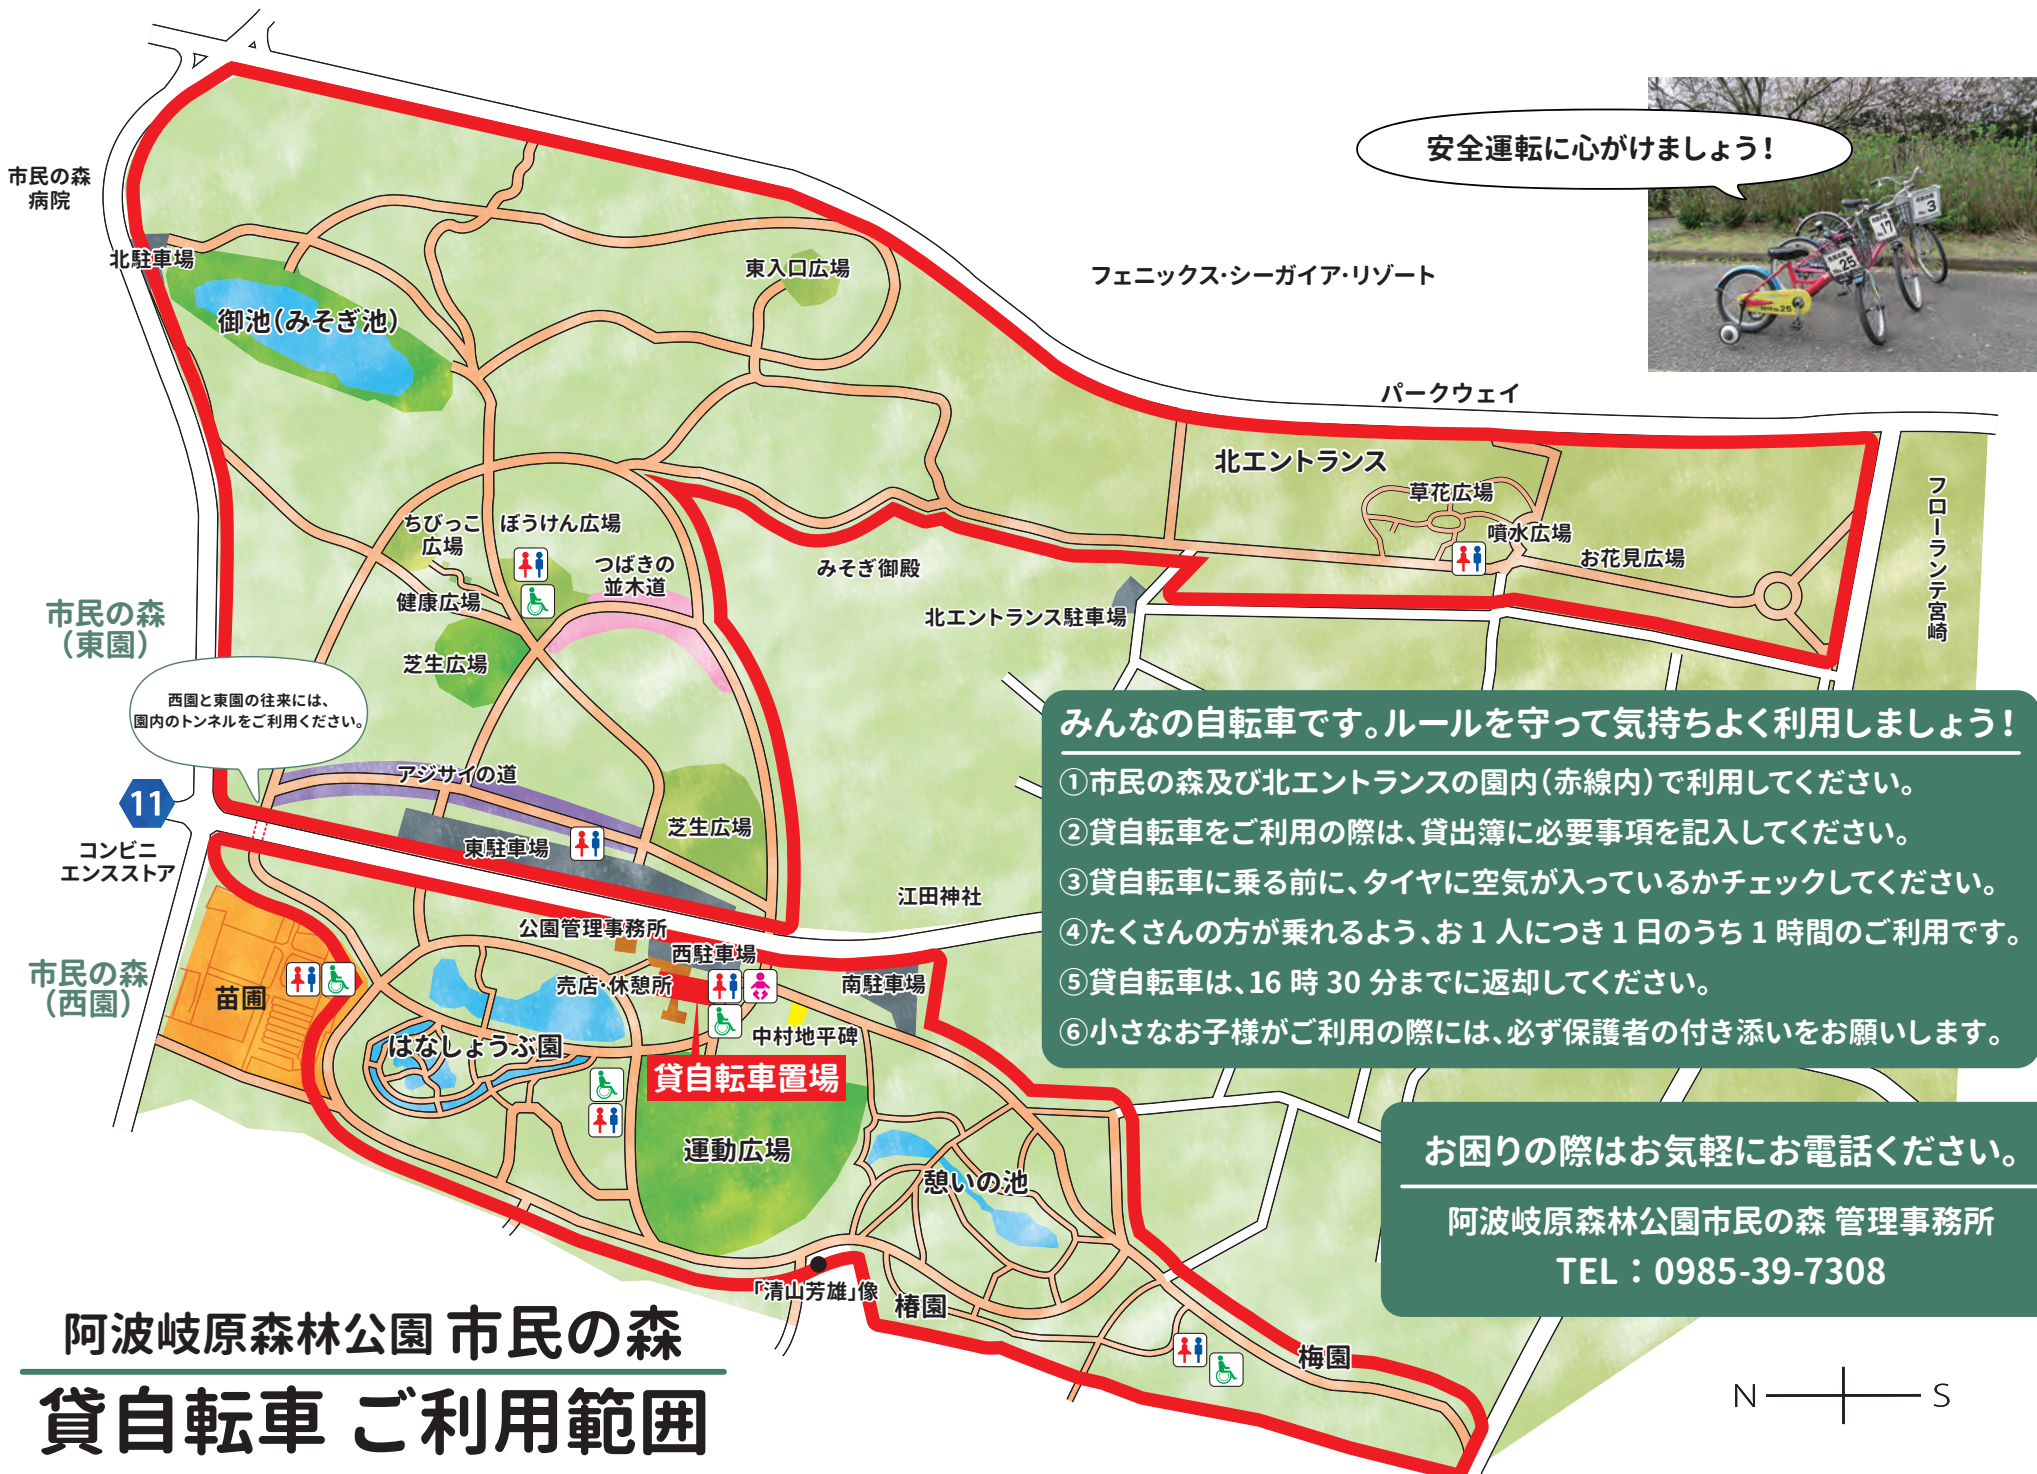 市民の森
病院
北駐車場
御池(みそぎ池)
東入口広場
フェニックス・シーガイア・リゾート
安全運転に心がけましょう!
3
17
25
パークウェイ
北エントランス
草花広場
噴水広場
お花見広場
フローランテ宮崎
ちびっこ
広場
ぼうけん広場
つばきの
並木道
健康広場
みそぎ御殿
北エントランス駐車場
市民の森
(東園)
芝生広場
西園と東園の往来には、
園内のトンネルをご利用ください。
アジサイの道
11
コンビニ
エンスストア
東駐車場
芝生広場
江田神社
公園管理事務所
西駐車場
売店・休憩所
南駐車場
市民の森
(西園)
苗圃
はなしょうぶ園
中村地平碑
貸自転車置場
運動広場
憩いの池
「清山芳雄」像
椿園
梅園
みんなの自転車です。ルールを守って気持ちよく利用しましょう!
①市民の森及び北エントランスの園内(赤線内)で利用してください。
②貸自転車をご利用の際は、貸出簿に必要事項を記入してください。
③貸自転車に乗る前に、タイヤに空気が入っているかチェックしてください。
④たくさんの方が乗れるよう、お1人につき1日のうち1時間のご利用です。
⑤貸自転車は、16時30分までに返却してください。
⑥小さなお子様がご利用の際には、必ず保護者の付き添いをお願いします。
お困りの際はお気軽にお電話ください。
阿波岐原森林公園市民の森 管理事務所
TEL:0985-39-7308
阿波岐原森林公園 市民の森
貸自転車 ご利用範囲
N S